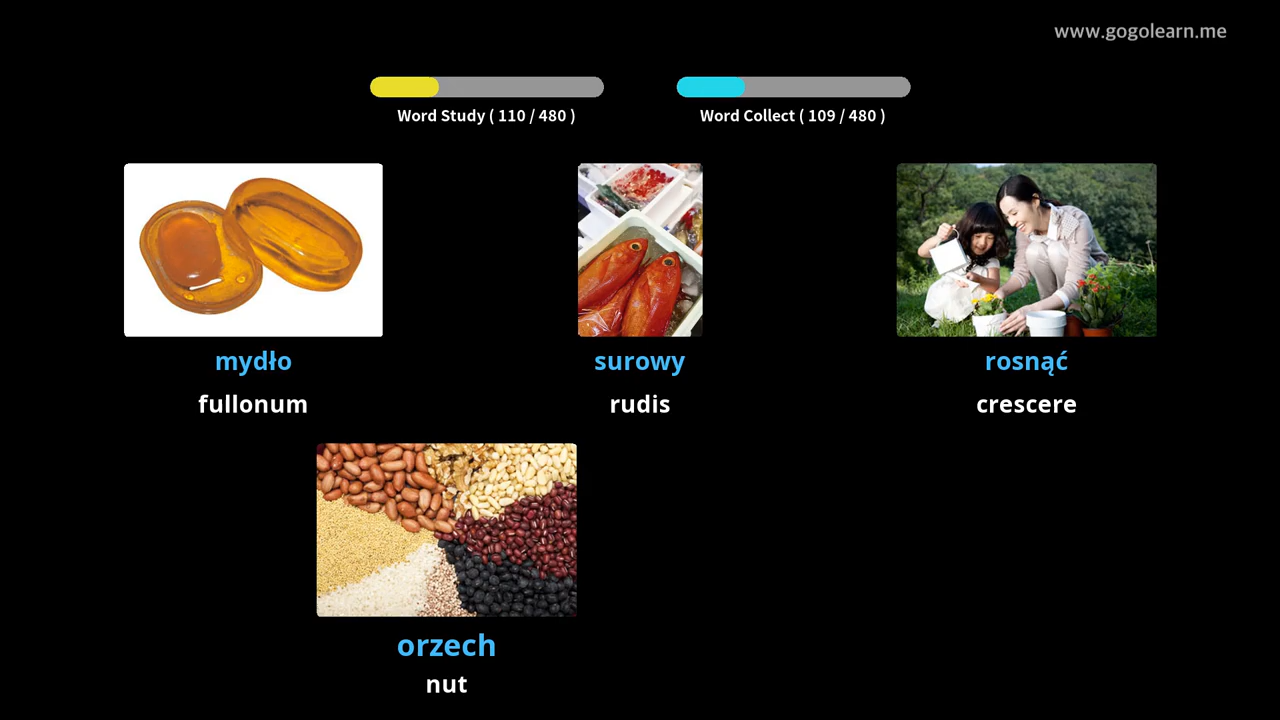 www.gogolearn.me
Word Study ( 110 / 480 )
Word Collect ( 109 / 480 )
mydło
surowy
rosnąć
fullonum
rudis
crescere
orzech
nut